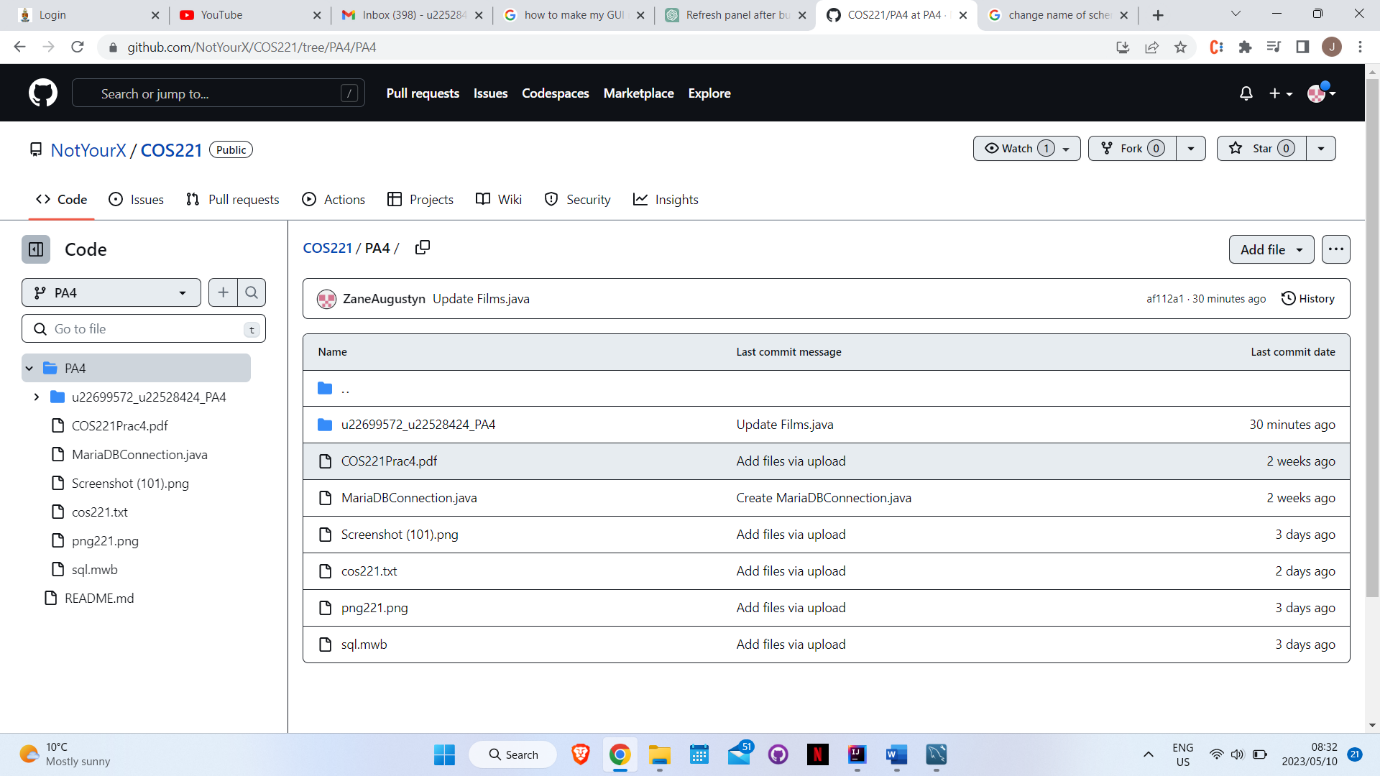 Login
YouTube
Inbox (398) - u22528
how to make my GUI
Refresh panel after bu
COS221/PA4 at PA4 ·
change name of sche
github.com/NotYourX/COS221/tree/PA4/PA4
J
Search or jump to...
/
Pull requests Issues Codespaces Marketplace Explore
NotYourX / COS221 Public
Watch 1
Fork 0
Star 0
Code Issues Pull requests Actions Projects Wiki Security Insights
Code
PA4
Go to file t
PA4
u22699572_u22528424_PA4
COS221Prac4.pdf
MariaDBConnection.java
Screenshot (101).png
cos221.txt
png221.png
sql.mwb
README.md
COS221 / PA4 /
Add file
ZaneAugustyn Update Films.java af112a1 · 30 minutes ago History
Name Last commit message Last commit date
..
u22699572_u22528424_PA4 Update Films.java 30 minutes ago
COS221Prac4.pdf Add files via upload 2 weeks ago
MariaDBConnection.java Create MariaDBConnection.java 2 weeks ago
Screenshot (101).png Add files via upload 3 days ago
cos221.txt Add files via upload 2 days ago
png221.png Add files via upload 3 days ago
sql.mwb Add files via upload 3 days ago
10°C
Mostly sunny
Search
51
N
IJ
W
ENG
US
08:32
2023/05/10
21